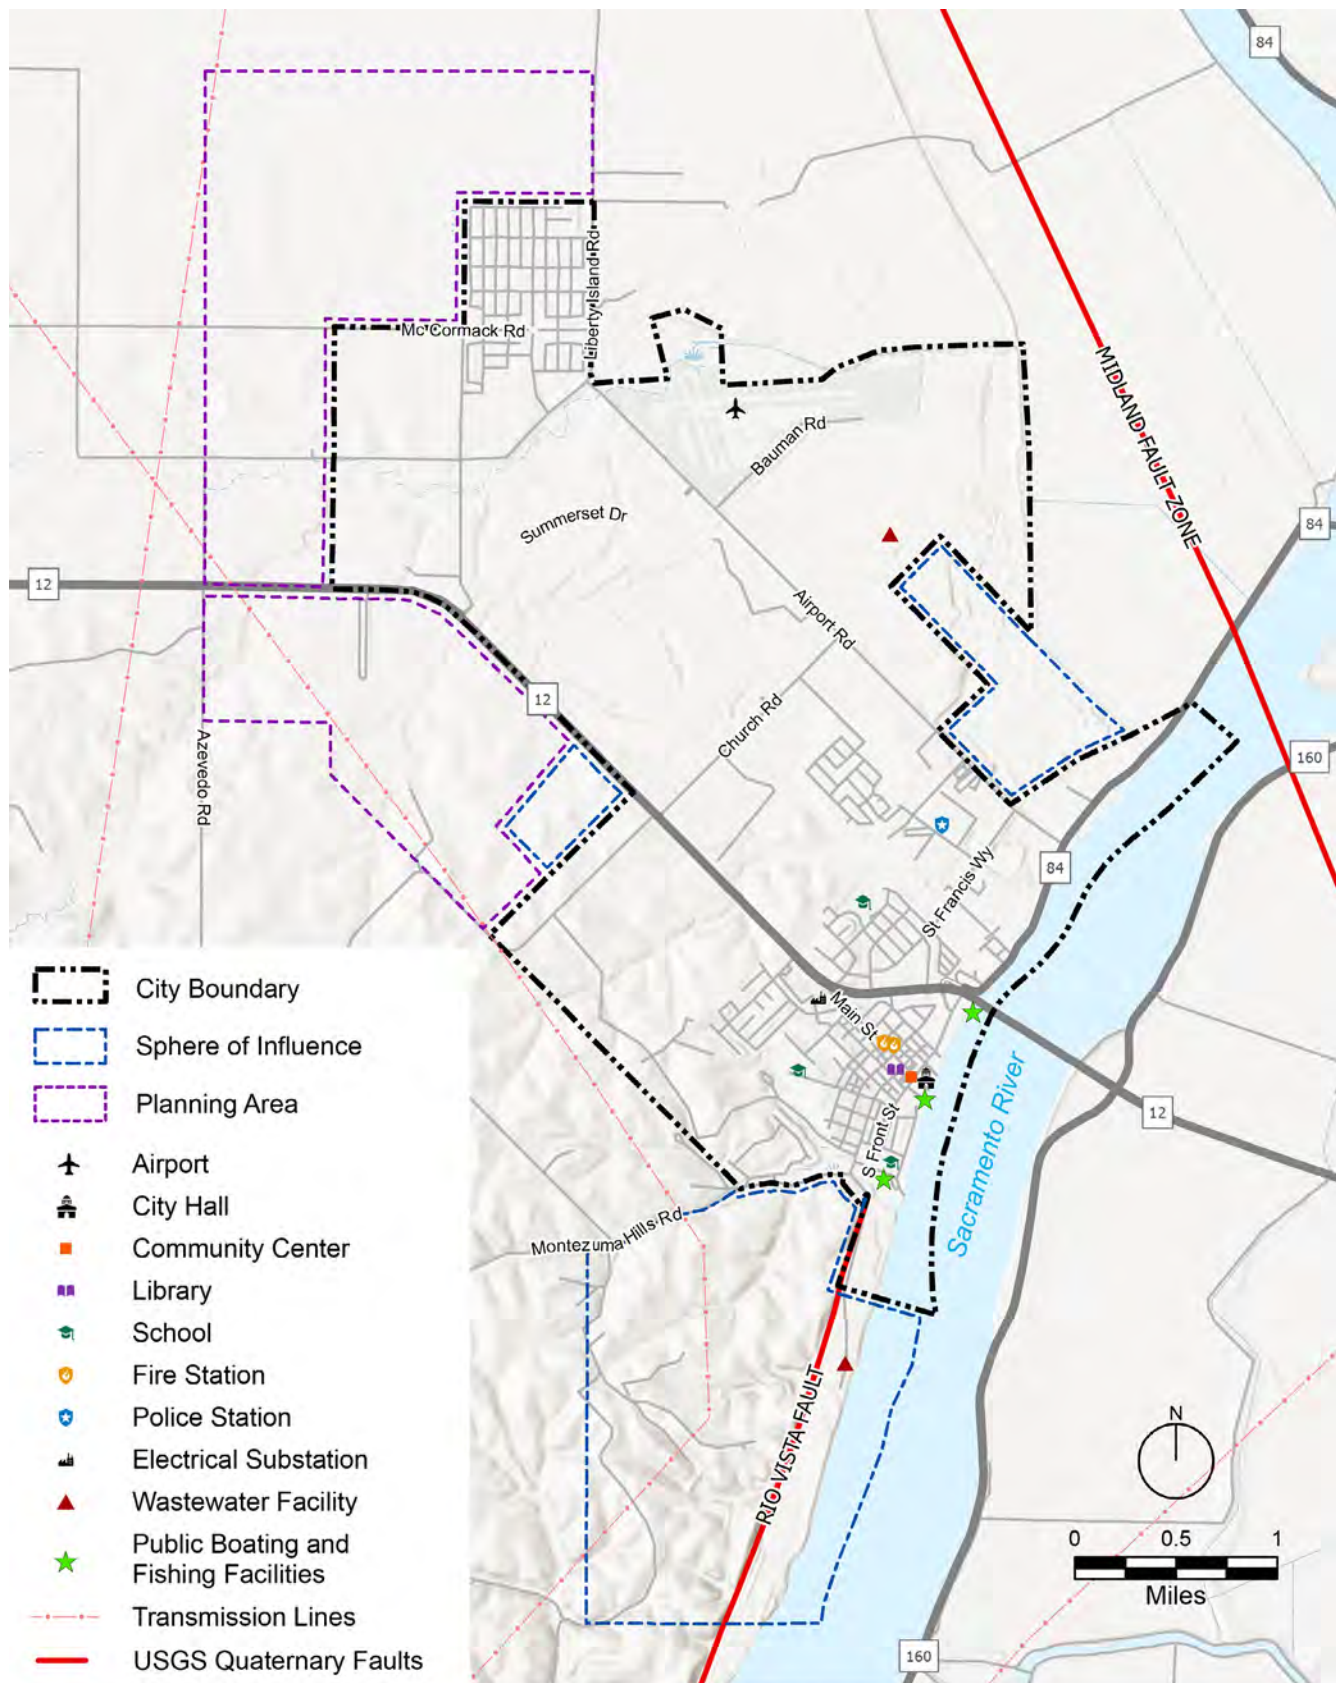 84
Liberty Island Rd
Mc Cormack Rd
MIDLAND FAULT ZONE
Bauman Rd
Summerset Dr
84
12
Airport Rd
12
Church Rd
160
Azevedo Rd
84
St Francis Wy
Main St
12
S Front St
Sacramento River
Montezuma Hills Rd
RIO VISTA FAULT
160
City Boundary
Sphere of Influence
Planning Area
Airport
City Hall
Community Center
Library
School
Fire Station
Police Station
Electrical Substation
Wastewater Facility
Public Boating and
Fishing Facilities
Transmission Lines
USGS Quaternary Faults
N
0 0.5 1
Miles